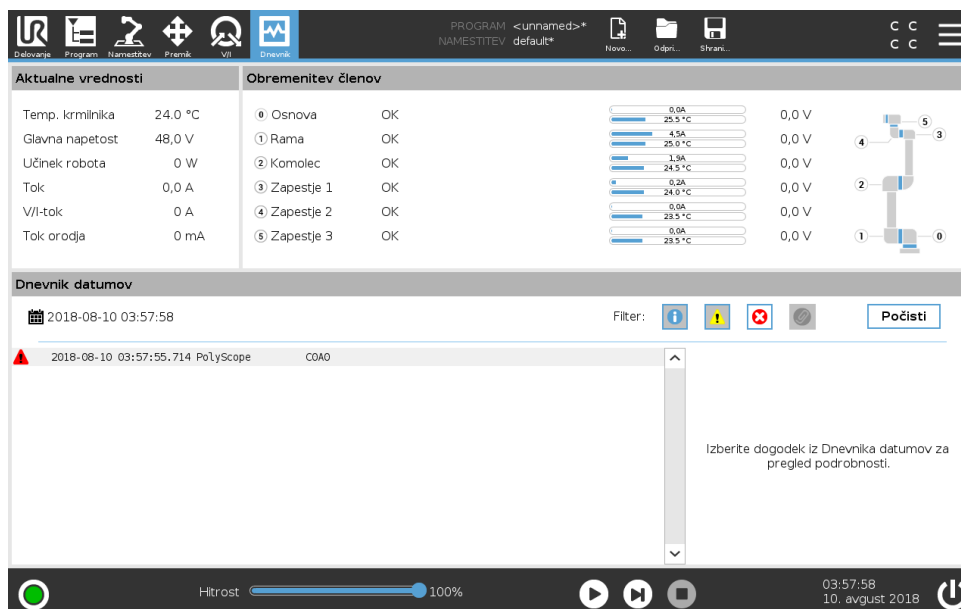 PROGRAM <unnamed>*
NAMESTITEV default*
C C
C C
Delovanje Program Namestitev Premik V/I Dnevnik Novo... Odpri... Shrani...
Aktualne vrednosti
Temp. krmilnika 24.0 °C
Glavna napetost 48,0 V
Učinek robota 0 W
Tok 0,0 A
V/I-tok 0 A
Tok orodja 0 mA
Obremenitev členov
0 Osnova OK 0,0A 25.5 °C 0,0 V
1 Rama OK 4,5A 25.0 °C 0,0 V
2 Komolec OK 1,9A 24.5 °C 0,0 V
3 Zapestje 1 OK 0,2A 24.0 °C 0,0 V
4 Zapestje 2 OK 0,0A 23.5 °C 0,0 V
5 Zapestje 3 OK 0,0A 23.5 °C 0,0 V
5
4 3
2
1 0
Dnevnik datumov
2018-08-10 03:57:58 Filter: Počisti
2018-08-10 03:57:55.714 PolyScope C0A0
Izberite dogodek iz Dnevnika datumov za
pregled podrobnosti.
Hitrost 100%
03:57:58
10. avgust 2018